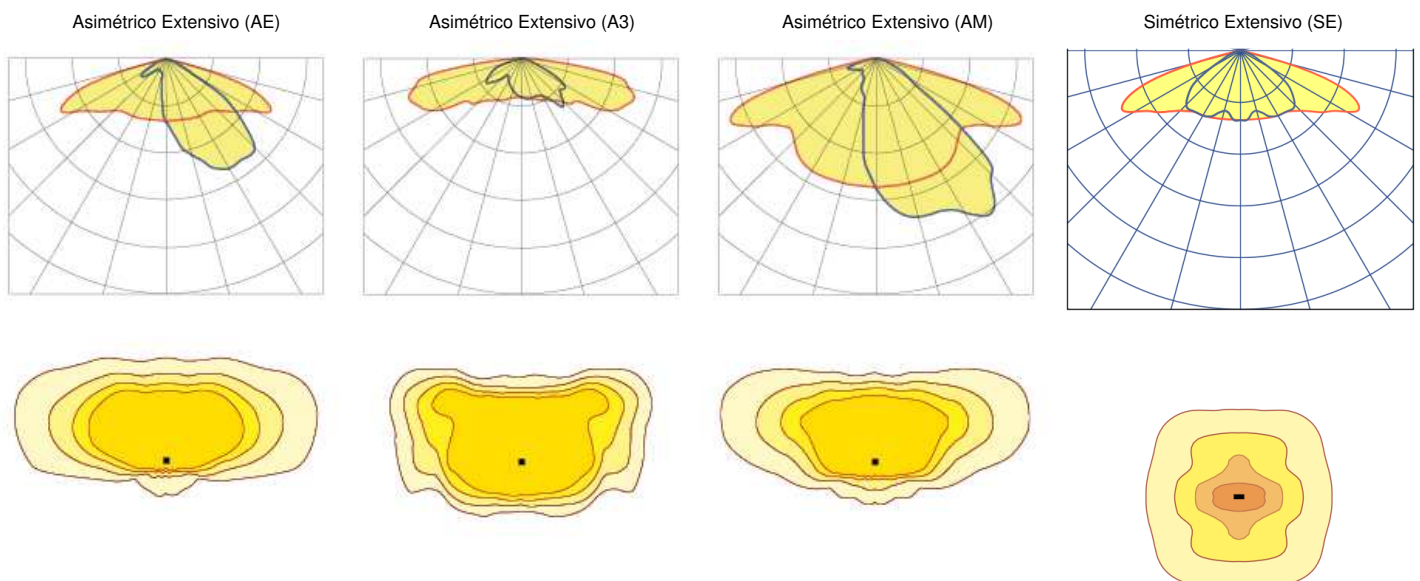 Asimétrico Extensivo (AE)
Asimétrico Extensivo (A3)
Asimétrico Extensivo (AM)
Simétrico Extensivo (SE)